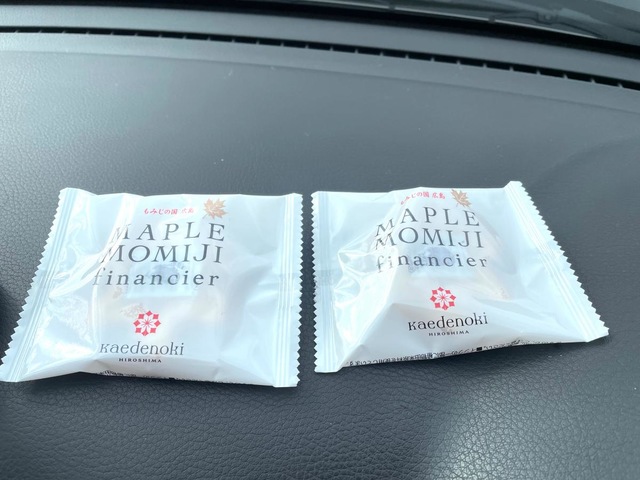 もみじの国 広島
MAPLE
MOMIJI
financier
Kaedenoki
HIROSHIMA
もみじの国 広島
MAPLE
MOMIJI
financier
Kaedenoki
HIROSHIMA